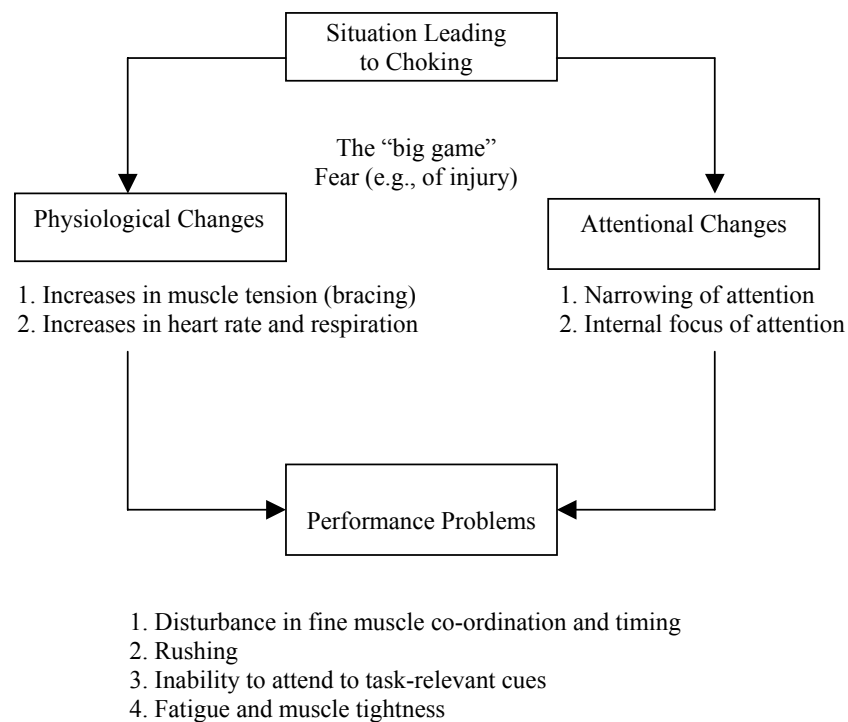 Situation Leading
to Choking
The “big game”
Fear (e.g., of injury)
Physiological Changes
Attentional Changes
1. Increases in muscle tension (bracing)
2. Increases in heart rate and respiration
1. Narrowing of attention
2. Internal focus of attention
Performance Problems
1. Disturbance in fine muscle co-ordination and timing
2. Rushing
3. Inability to attend to task-relevant cues
4. Fatigue and muscle tightness